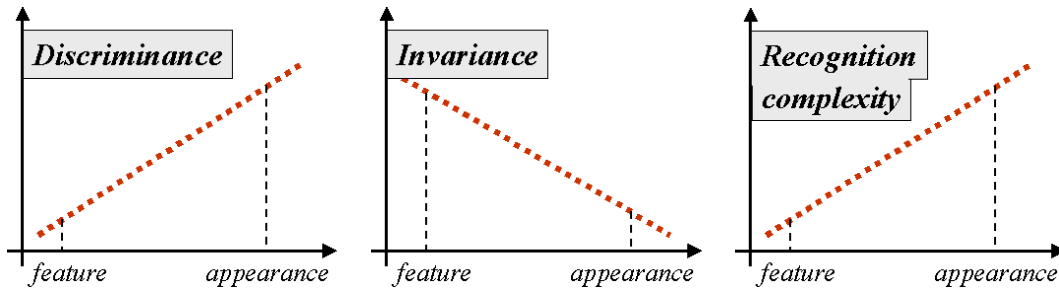 Discriminance
feature appearance
Invariance
feature appearance
Recognition
complexity
feature appearance